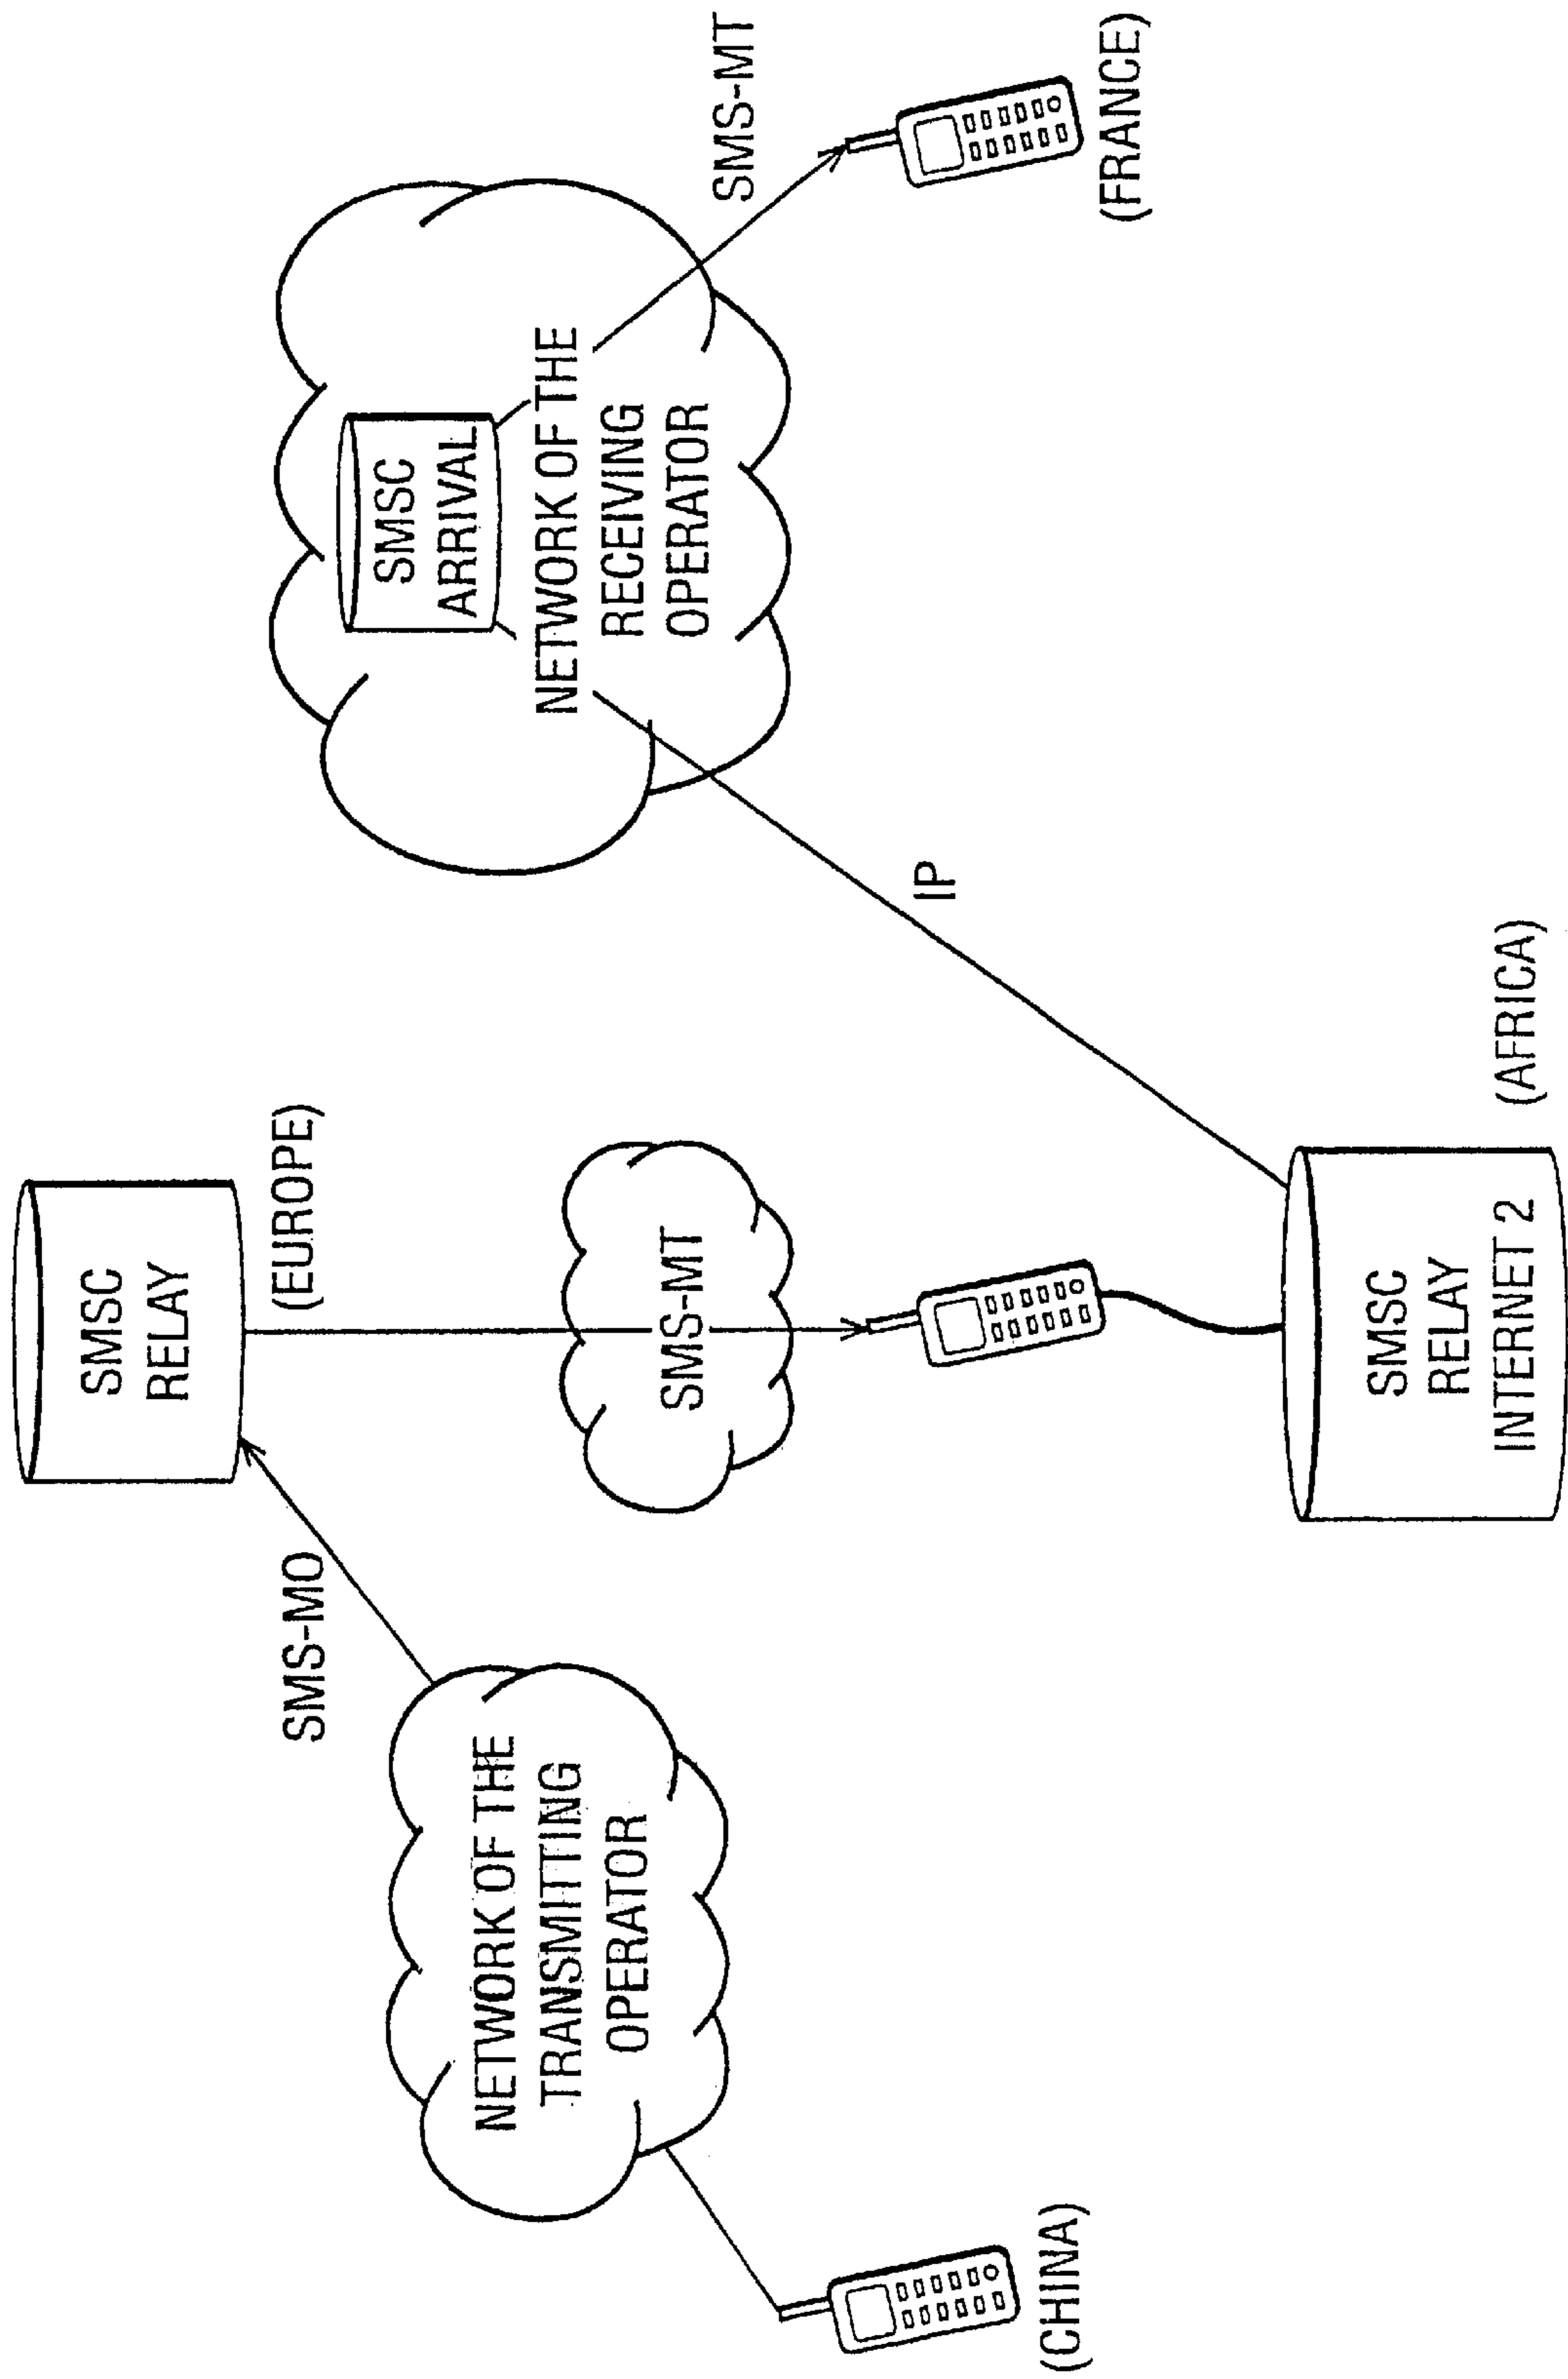 SMSC
RELAY
(EUROPE)
SMS-MO
NETWORK OF THE
TRANSMITTING
OPERATOR
(CHINA)
SMS-MT
SMSC
RELAY
INTERNET 2
(AFRICA)
IP
SMSC
ARRIVAL
NETWORK OF THE
RECEIVING
OPERATOR
SMS-MT
(FRANCE)